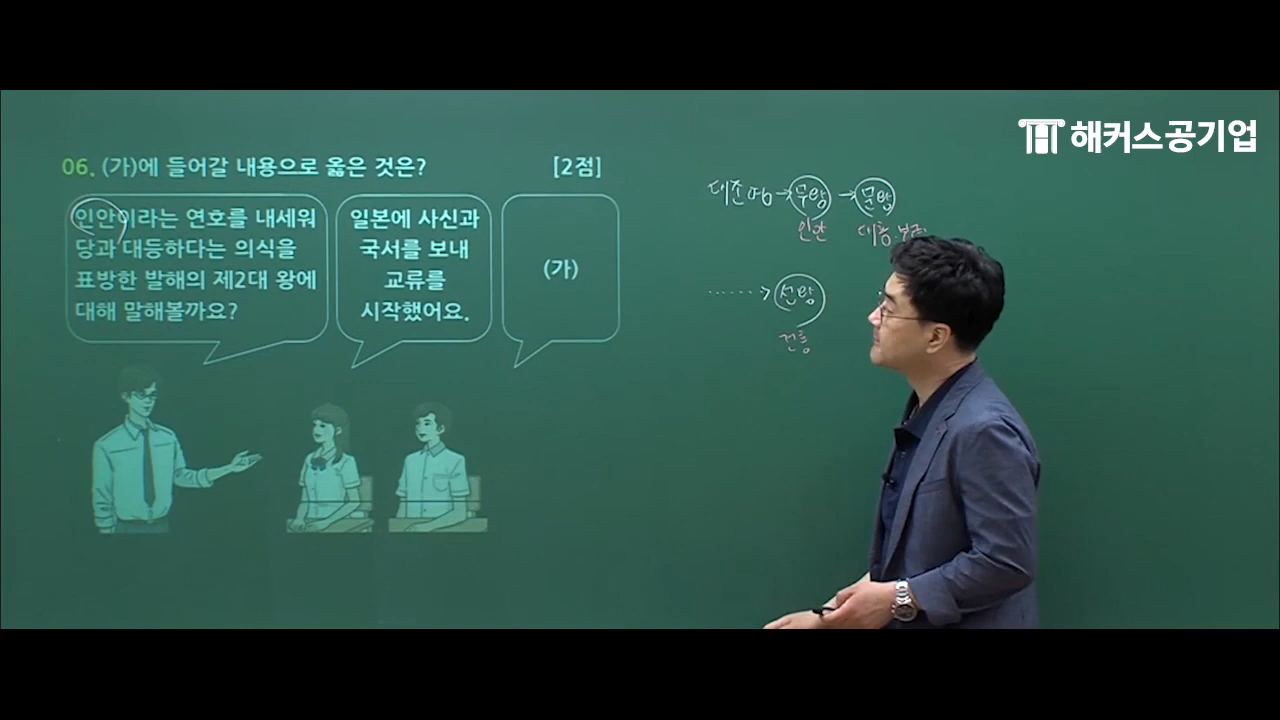 해커스공기업
06. (가)에 들어갈 내용으로 옳은 것은? [2점]
인안이라는 연호를 내세워
당과 대등하다는 의식을
표방한 발해의 제2대 왕에
대해 말해볼까요?
일본에 사신과
국서를 보내
교류를
시작했어요.
(가)
대조영 → 무왕 → 문왕
인안 대흥
→ 선왕
건흥